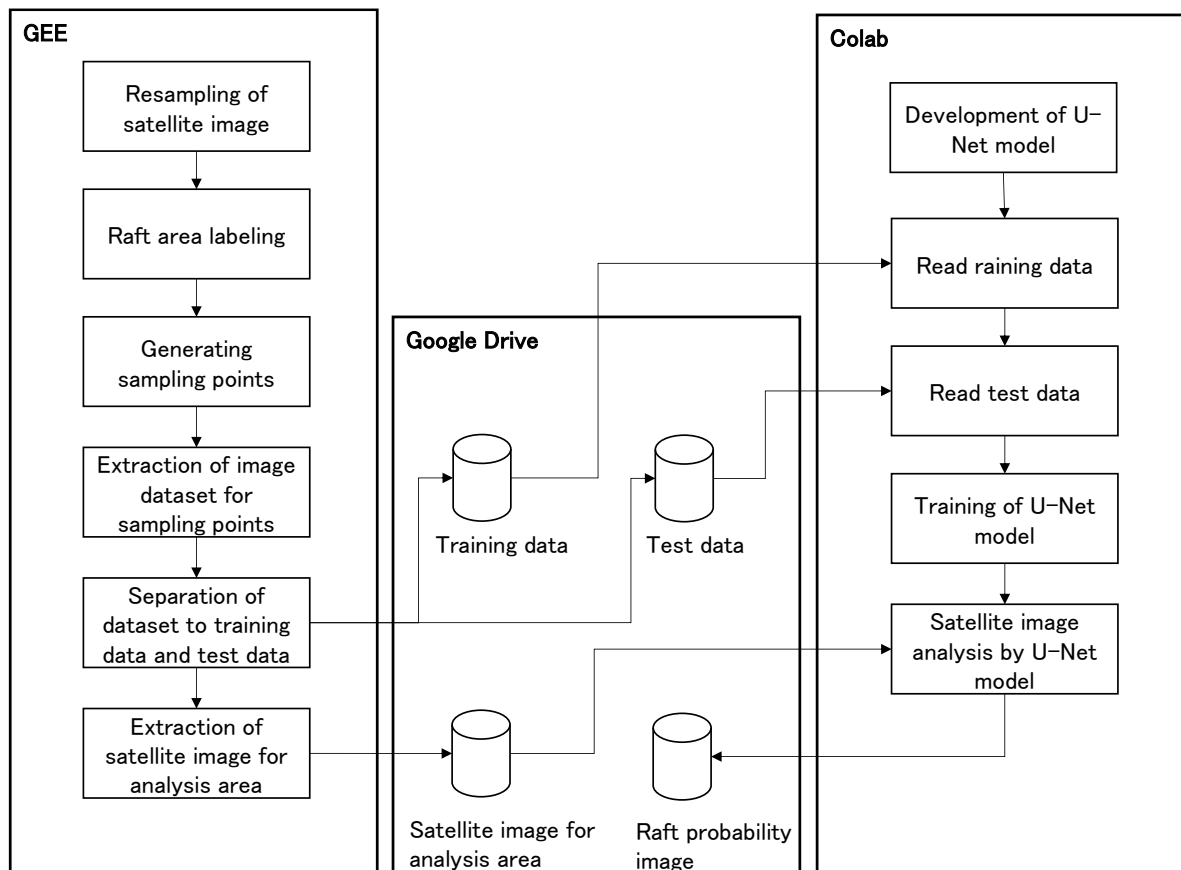 GEE
Resampling of
satellite image
Raft area labeling
Generating
sampling points
Extraction of image
dataset for
sampling points
Separation of
dataset to training
data and test data
Extraction of
satellite image for
analysis area
Google Drive
Training data
Test data
Satellite image for
analysis area
Raft probability
image
Colab
Development of U-
Net model
Read raining data
Read test data
Training of U-Net
model
Satellite image
analysis by U-Net
model